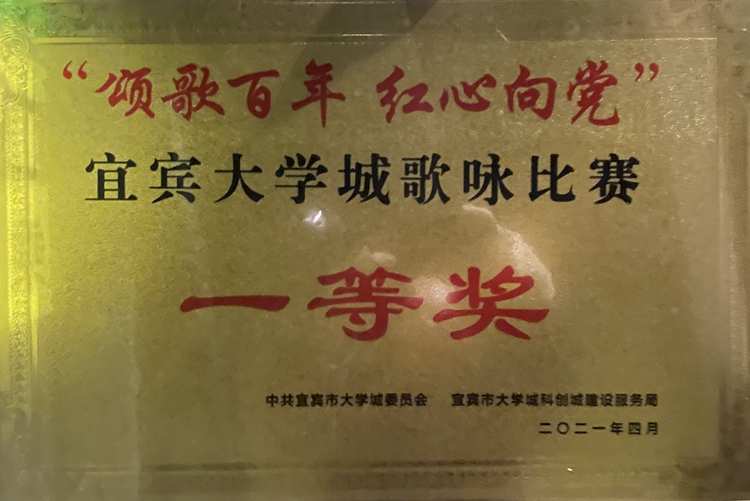 “颂歌百年 红心向党”
宜宾大学城歌咏比赛
一等奖
中共宜宾市大学城委员会 宜宾市大学城科创城建设服务局
二〇二一年四月